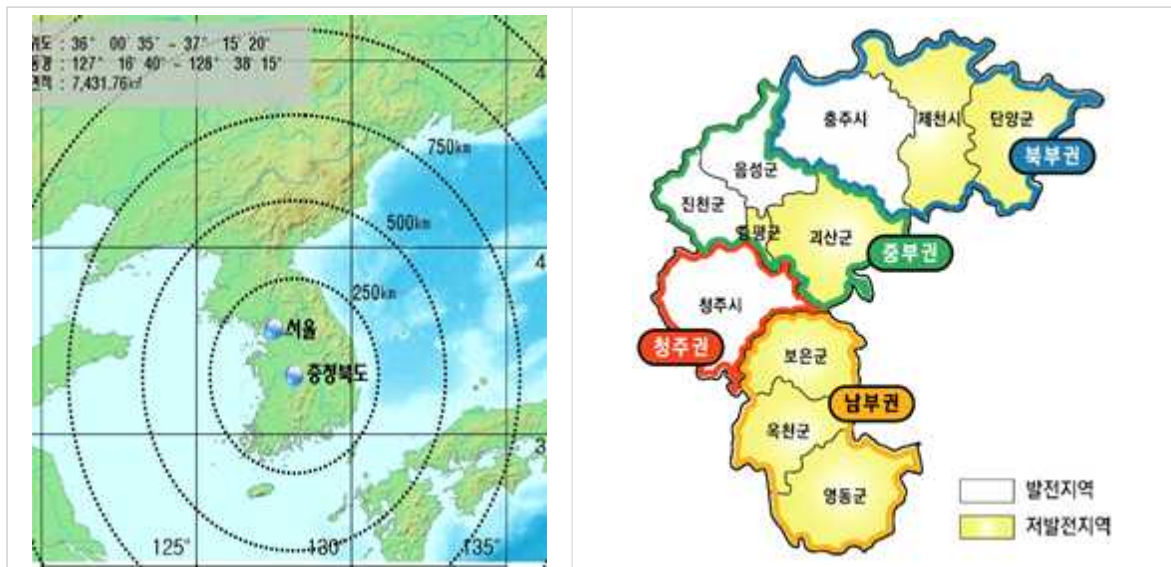 위도 : 36° 00′ 35″ ~ 37° 15′ 20″
동경 : 127° 16′ 40″ ~ 128° 38′ 15″
면적 : 7,431.76㎢
750km
500km
250km
서울
충청북도
4
4
3
125°
130°
135°
충주시
제천시
단양군
북부권
음성군
진천군
증평군
괴산군
중부권
청주시
청주권
보은군
남부권
옥천군
영동군
발전지역
저발전지역